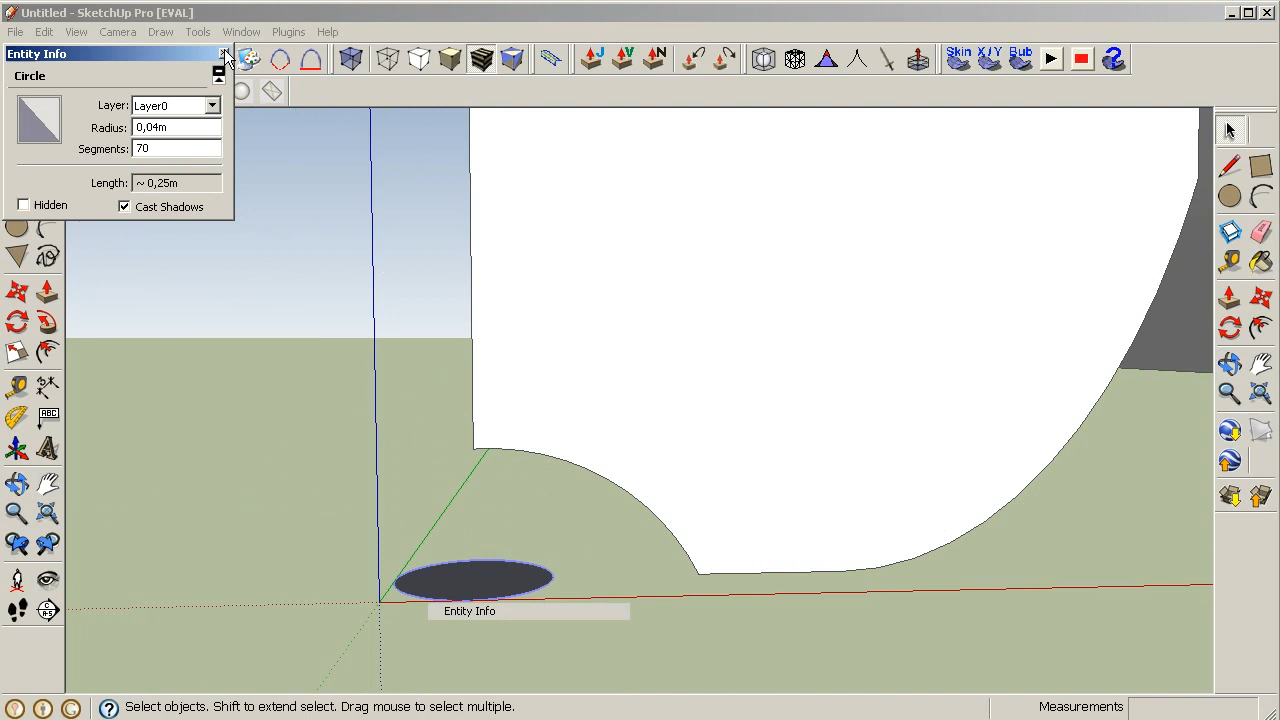 Untitled - SketchUp Pro [EVAL]
File Edit View Camera Draw Tools Window Plugins Help
Entity Info
Circle
Layer: Layer0
Radius: 0,04m
Segments: 70
Length: ~ 0,25m
Hidden Cast Shadows
J V N Skin X/Y Bub
ABC
Entity Info
Select objects. Shift to extend select. Drag mouse to select multiple.
Measurements